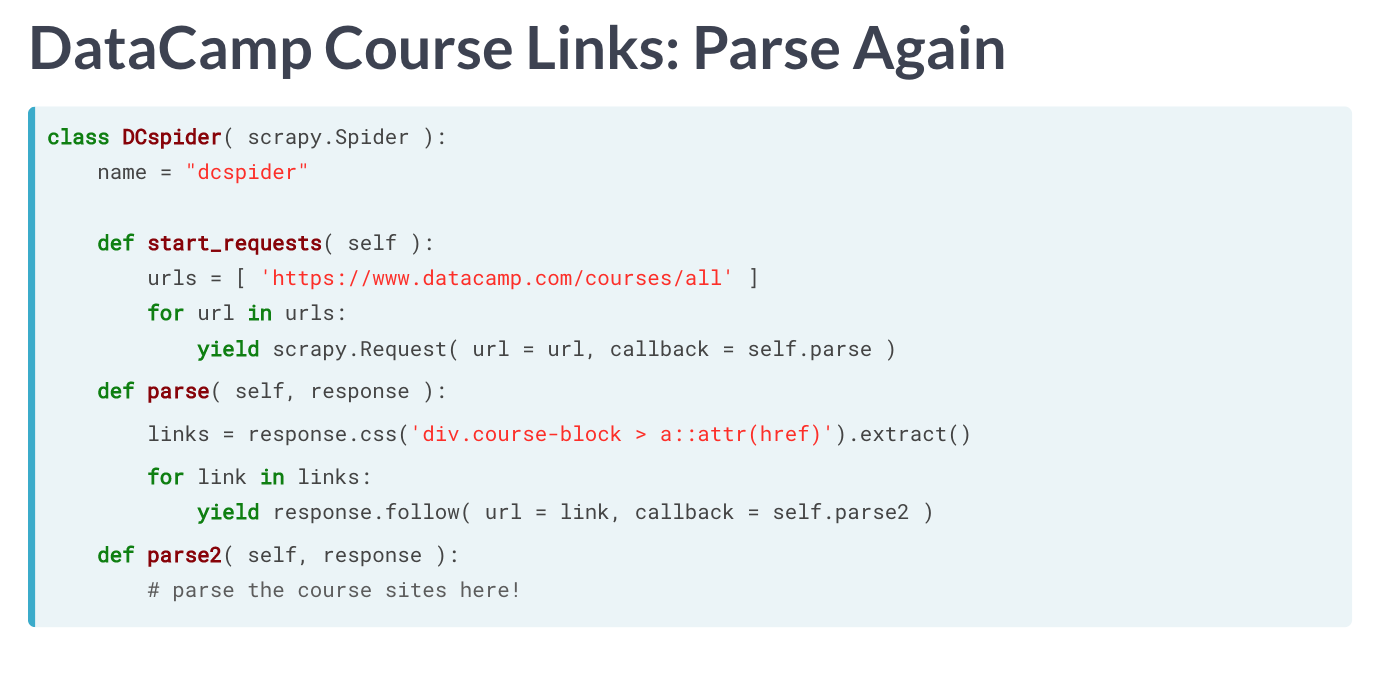 DataCamp Course Links: Parse Again
class DCspider( scrapy.Spider ):
    name = "dcspider"
    def start_requests( self ):
        urls = [ 'https://www.datacamp.com/courses/all' ]
        for url in urls:
            yield scrapy.Request( url = url, callback = self.parse )
    def parse( self, response ):
        links = response.css('div.course-block > a::attr(href)').extract()
        for link in links:
            yield response.follow( url = link, callback = self.parse2 )
    def parse2( self, response ):
        # parse the course sites here!